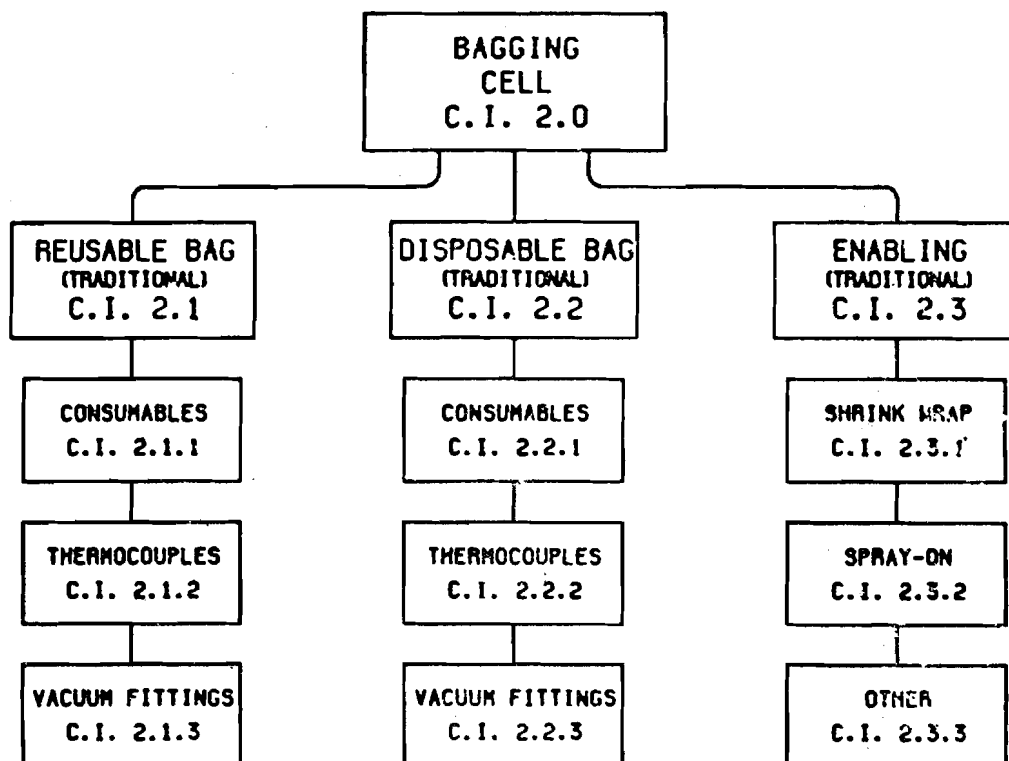 BAGGING
CELL
C.I. 2.0
REUSABLE BAG
(TRADITIONAL)
C.I. 2.1
DISPOSABLE BAG
(TRADITIONAL)
C.I. 2.2
ENABLING
(TRADITIONAL)
C.I. 2.3
CONSUMABLES
C.I. 2.1.1
CONSUMABLES
C.I. 2.2.1
SHRINK WRAP
C.I. 2.3.1
THERMOCOUPLES
C.I. 2.1.2
THERMOCOUPLES
C.I. 2.2.2
SPRAY-ON
C.I. 2.3.2
VACUUM FITTINGS
C.I. 2.1.3
VACUUM FITTINGS
C.I. 2.2.3
OTHER
C.I. 2.3.3